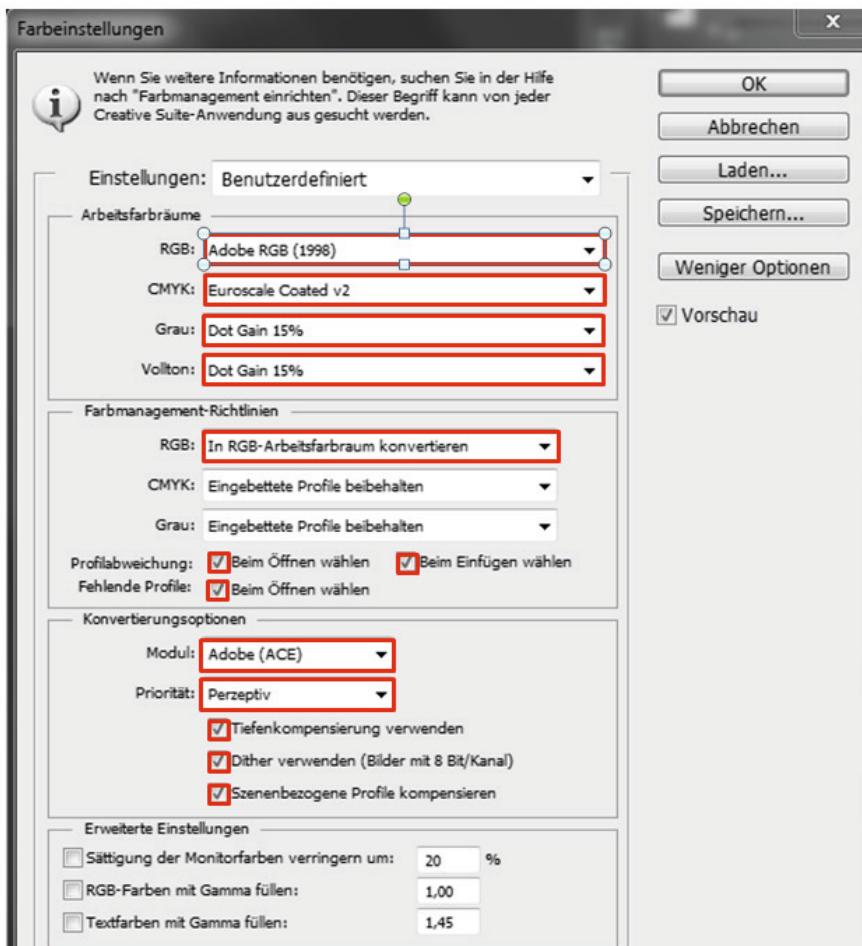 Farbeinstellungen
x
Wenn Sie weitere Informationen benötigen, suchen Sie in der Hilfe
nach "Farbmanagement einrichten". Dieser Begriff kann von jeder
Creative Suite-Anwendung aus gesucht werden.
OK
Abbrechen
Laden...
Speichern...
Weniger Optionen
Vorschau
Einstellungen: Benutzerdefiniert
Arbeitsfarbräume
RGB: Adobe RGB (1998)
CMYK: Euroscale Coated v2
Grau: Dot Gain 15%
Vollton: Dot Gain 15%
Farbmanagement-Richtlinien
RGB: In RGB-Arbeitsfarbraum konvertieren
CMYK: Eingebettete Profile beibehalten
Grau: Eingebettete Profile beibehalten
Profilabweichung: Beim Öffnen wählen Beim Einfügen wählen
Fehlende Profile: Beim Öffnen wählen
Konvertierungsoptionen
Modul: Adobe (ACE)
Priorität: Perzeptiv
Tiefenkompensierung verwenden
Dither verwenden (Bilder mit 8 Bit/Kanal)
Szenenbezogene Profile kompensieren
Erweiterte Einstellungen
Sättigung der Monitorfarben verringern um: 20 %
RGB-Farben mit Gamma füllen: 1,00
Textfarben mit Gamma füllen: 1,45